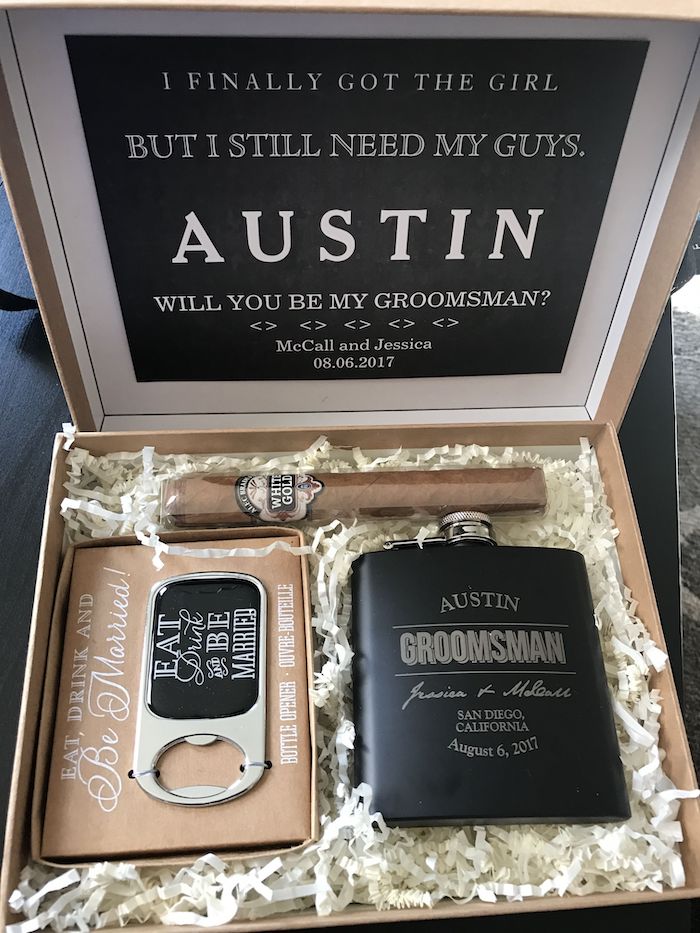 I FINALLY GOT THE GIRL
BUT I STILL NEED MY GUYS.
AUSTIN
WILL YOU BE MY GROOMSMAN?
<> <> <> <> <>
McCall and Jessica
08.06.2017
WHITE
GOLD
EAT, DRINK AND
Be Married!
EAT
Drink
AND BE
MARRIED
BOTTLE OPENER · OUVRE-BOUTEILLE
AUSTIN
GROOMSMAN
Jessica + McCall
SAN DIEGO,
CALIFORNIA
August 6, 2017